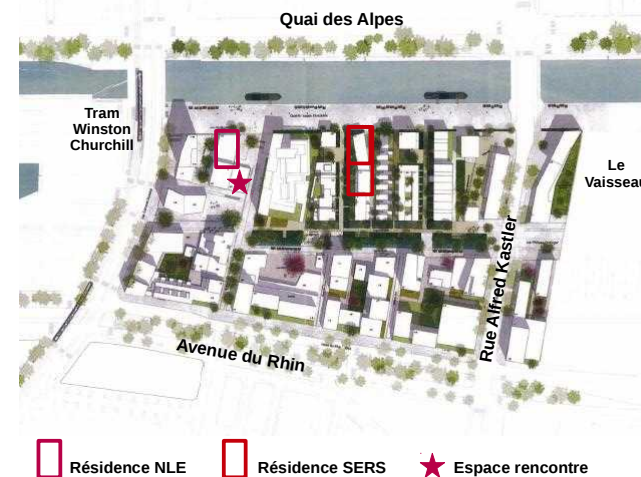 Quai des Alpes
Tram
Winston
Churchill
Le
Vaisseau
Rue Alfred Kastler
Avenue du Rhin
Résidence NLE
Résidence SERS
Espace rencontre